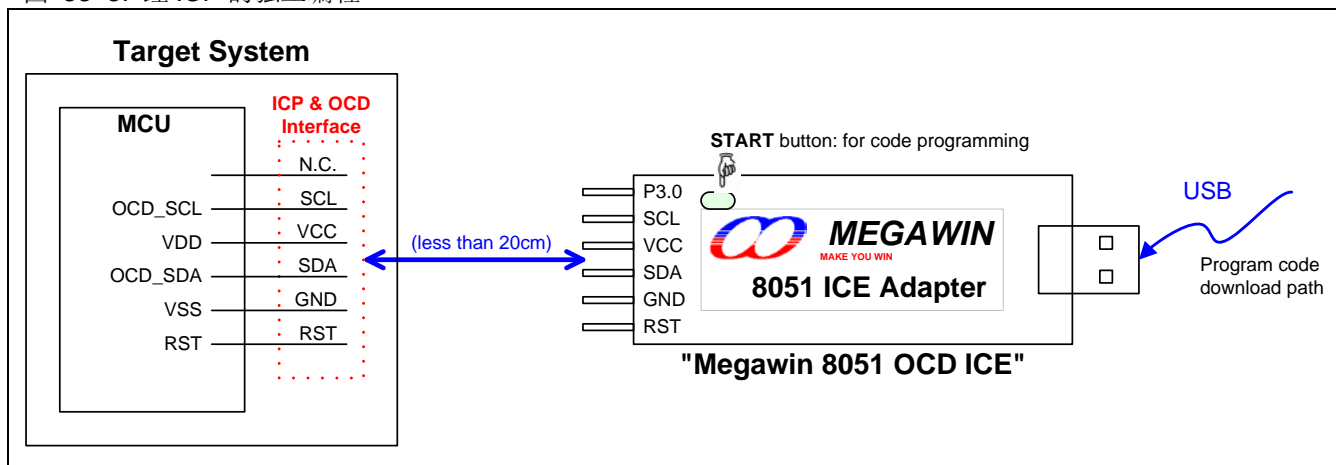 Target System
ICP & OCD
Interface
MCU
N.C.
OCD_SCL
SCL
VDD
VCC
OCD_SDA
SDA
VSS
GND
RST
RST
(less than 20cm)
START button: for code programming
P3.0
SCL
VCC
SDA
GND
RST
MEGAWIN
MAKE YOU WIN
8051 ICE Adapter
"Megawin 8051 OCD ICE"
USB
Program code
download path